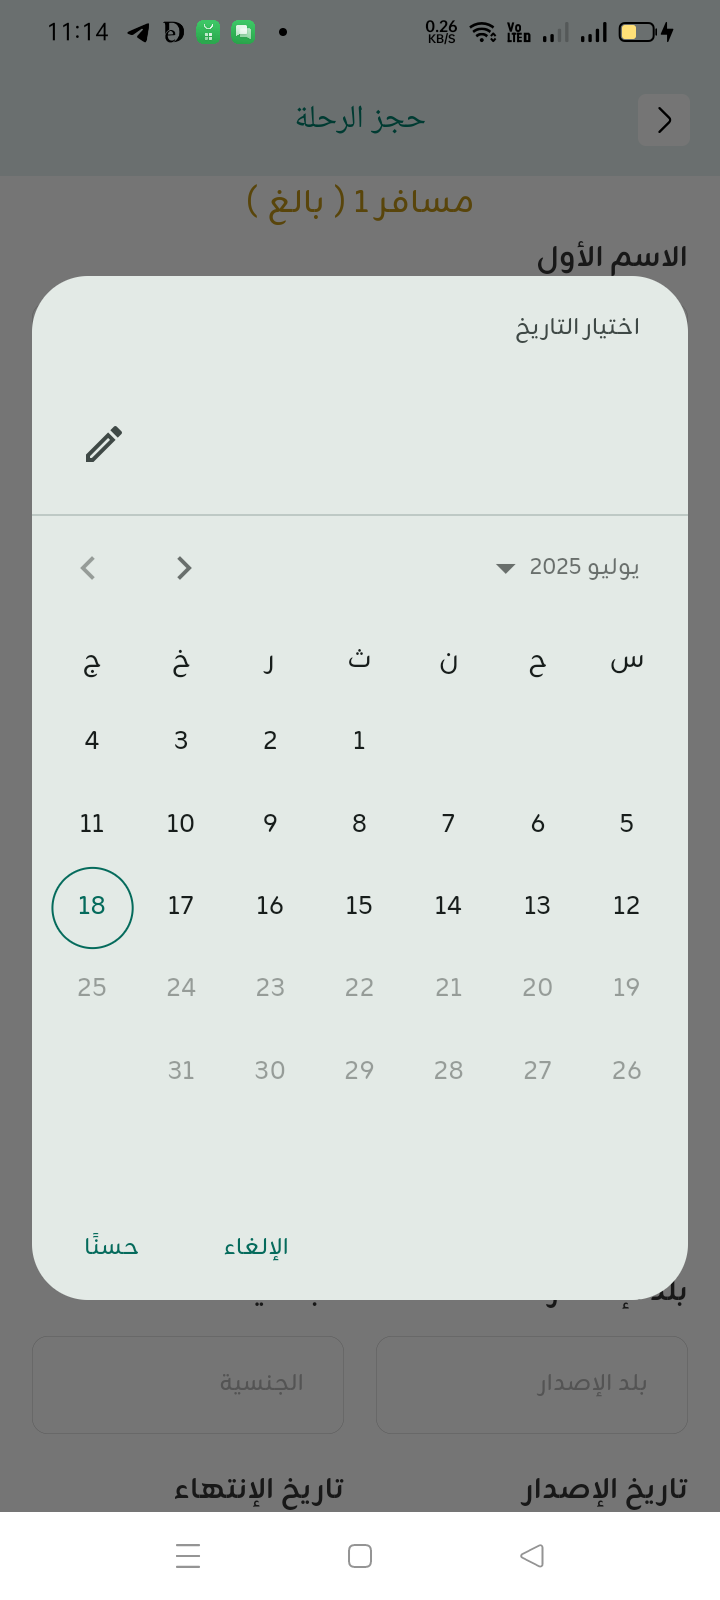 11:14
0.26 KB/S
Vo LTED
حجز الرحلة
مسافر 1 ( بالغ )
الاسم الأول
اختيار التاريخ
يوليو 2025
س ح ن ث ر خ ج
1 2 3 4
5 6 7 8 9 10 11
12 13 14 15 16 17 18
19 20 21 22 23 24 25
26 27 28 29 30 31
الإلغاء حسنًا
بلد الإصدار الجنسية
تاريخ الإصدار تاريخ الإنتهاء